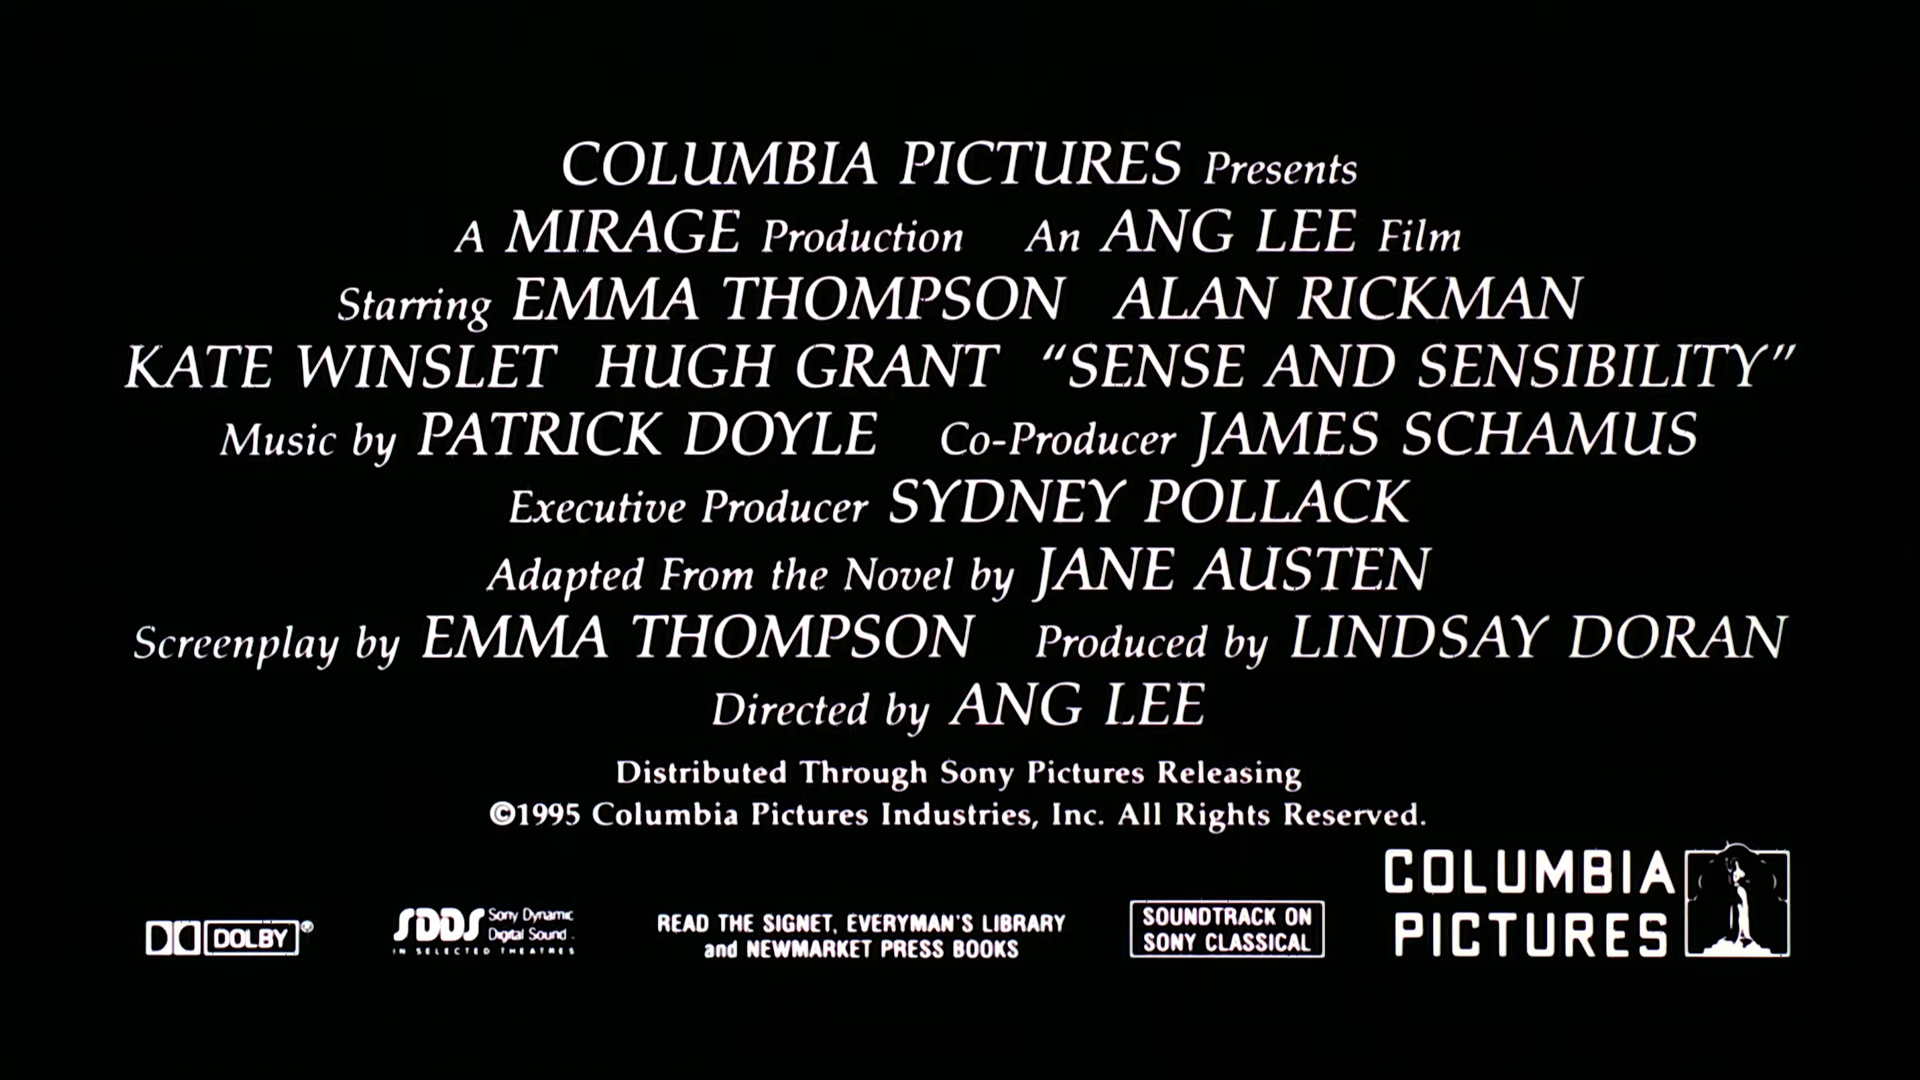 COLUMBIA PICTURES Presents
A MIRAGE Production An ANG LEE Film
Starring EMMA THOMPSON ALAN RICKMAN
KATE WINSLET HUGH GRANT “SENSE AND SENSIBILITY”
Music by PATRICK DOYLE Co-Producer JAMES SCHAMUS
Executive Producer SYDNEY POLLACK
Adapted From the Novel by JANE AUSTEN
Screenplay by EMMA THOMPSON Produced by LINDSAY DORAN
Directed by ANG LEE
Distributed Through Sony Pictures Releasing
©1995 Columbia Pictures Industries, Inc. All Rights Reserved.
DOLBY®
SDDS Sony Dynamic
Digital Sound.
IN SELECTED THEATRES
READ THE SIGNET, EVERYMAN'S LIBRARY
and NEWMARKET PRESS BOOKS
SOUNDTRACK ON
SONY CLASSICAL
COLUMBIA
PICTURES